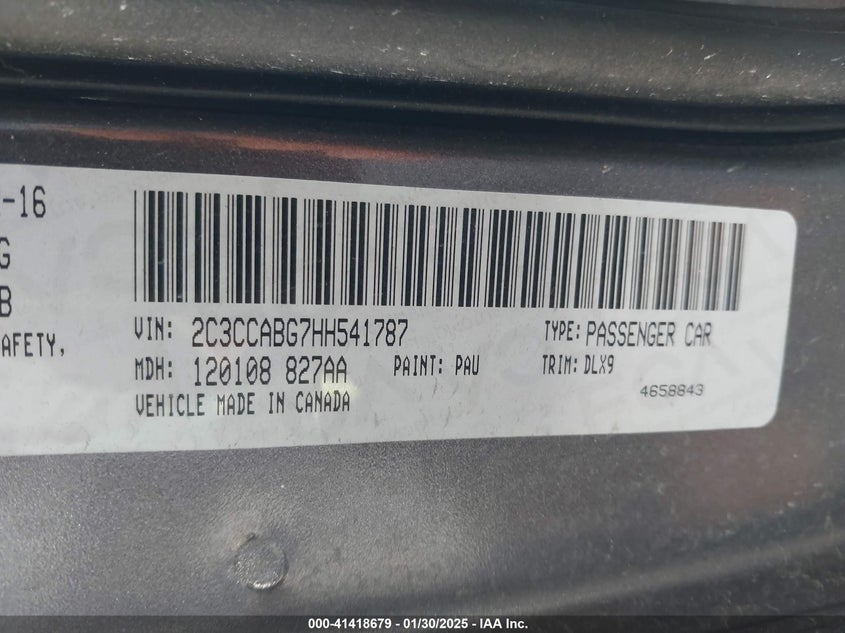 -16
G
B
AFETY,
VIN: 2C3CCABG7HH541787 TYPE: PASSENGER CAR
MDH: 120108 827AA PAINT: PAU TRIM: DLX9
VEHICLE MADE IN CANADA 4658843
000-41418679 - 01/30/2025 - IAA Inc.